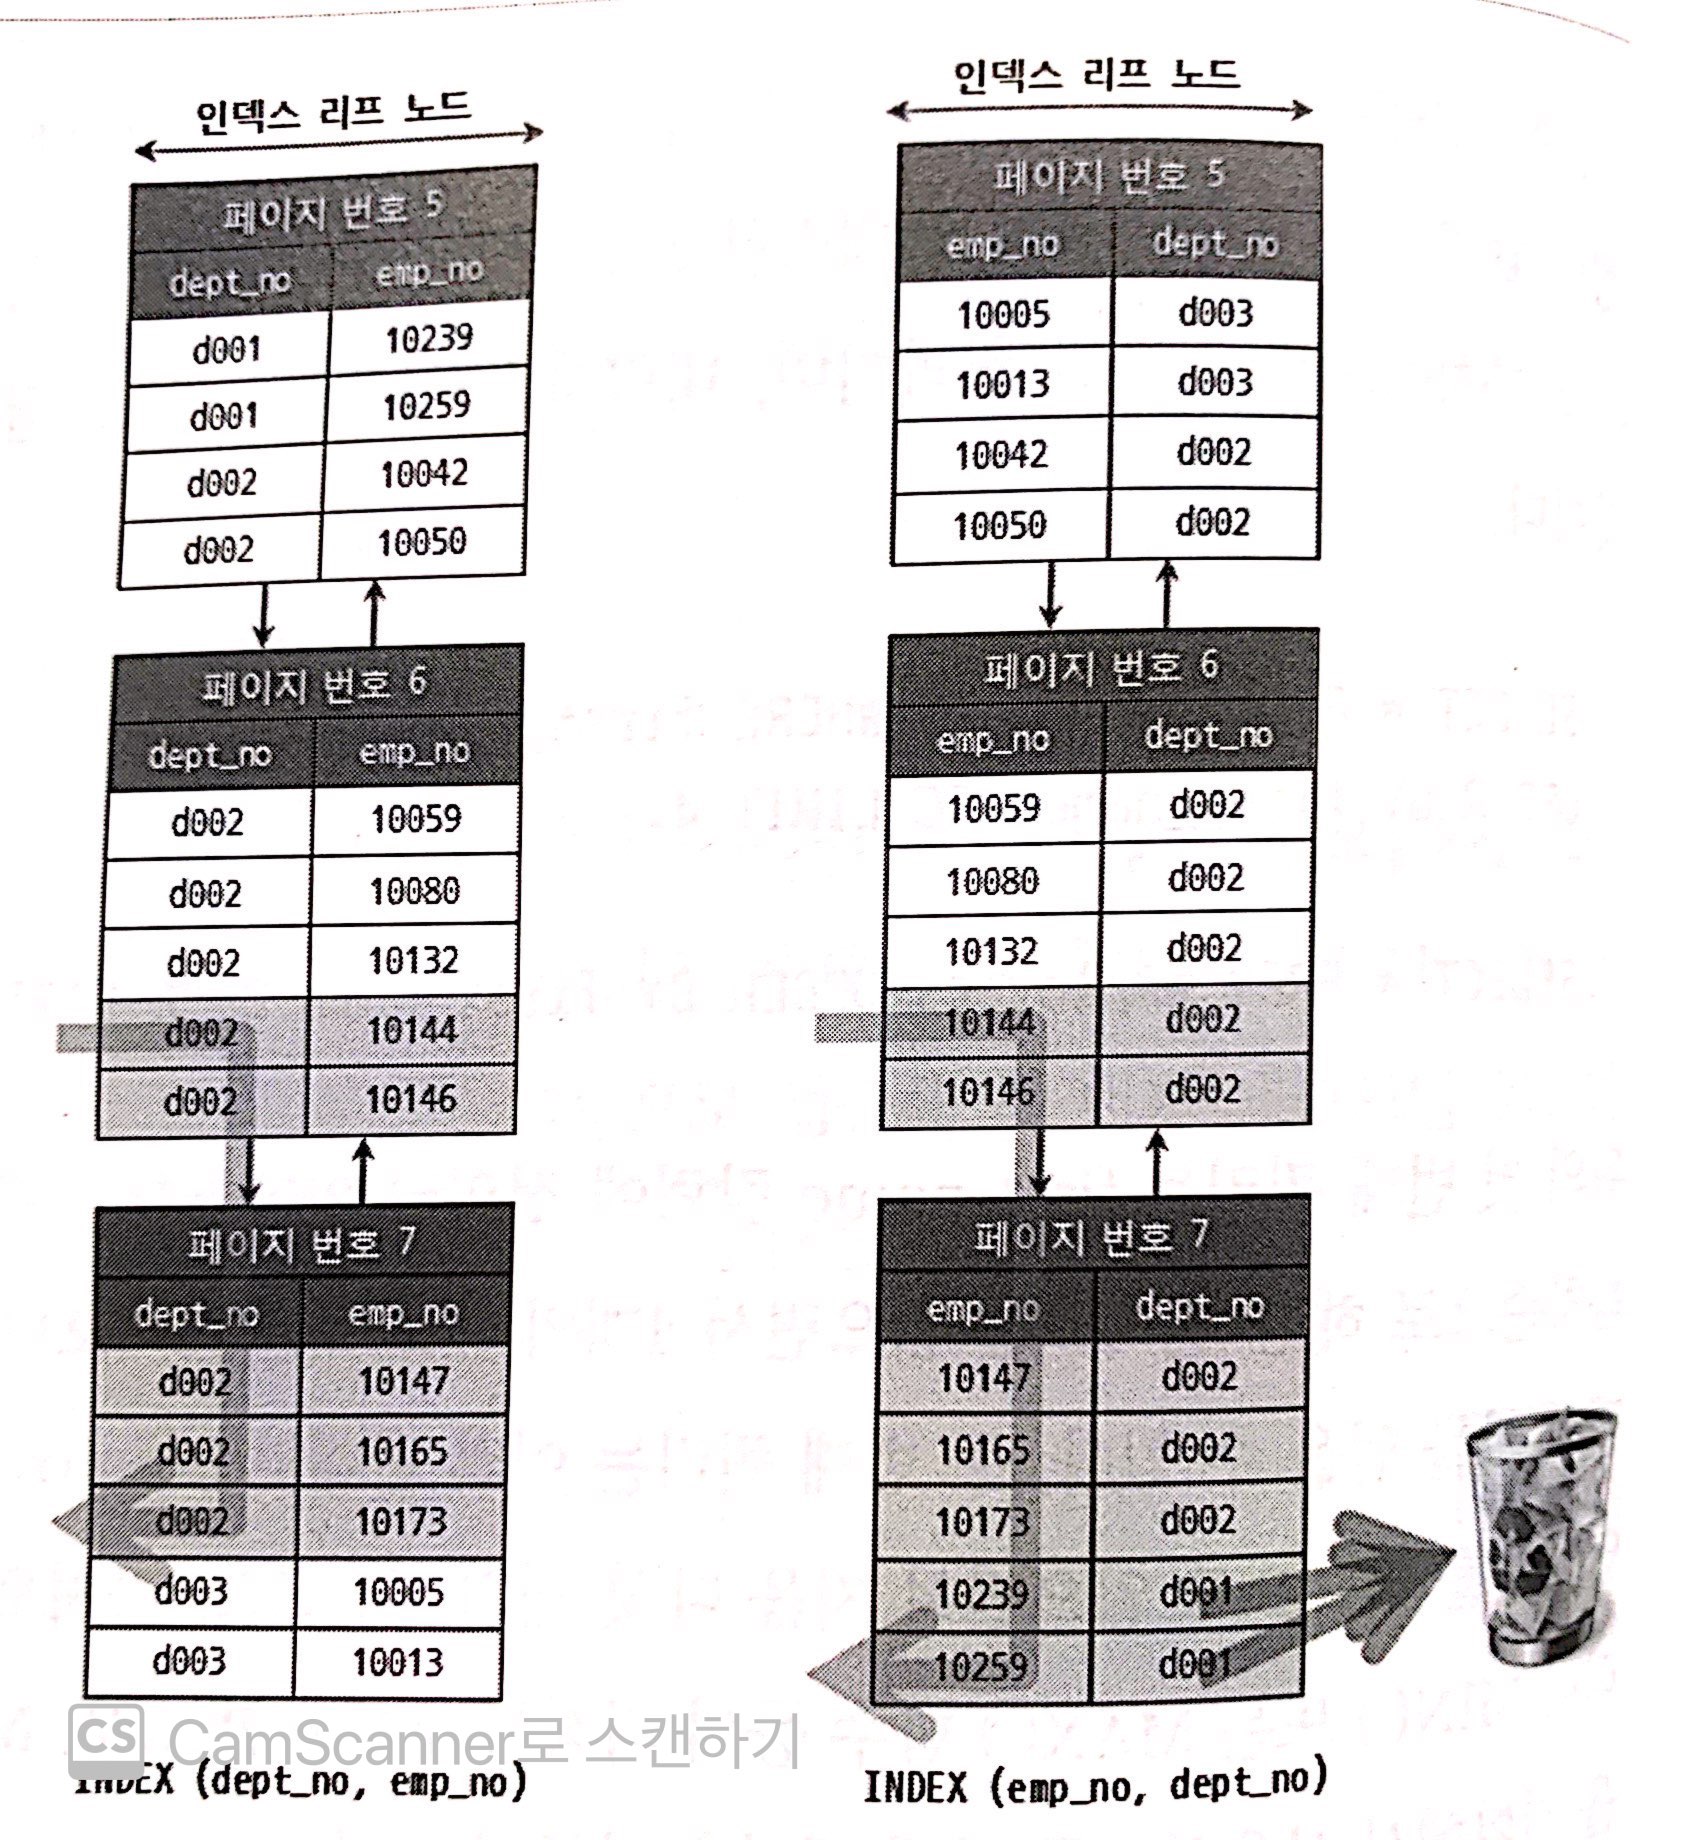 인덱스 리프 노드
페이지 번호 5
dept_no emp_no
d001 10239
d001 10259
d002 10042
d002 10050
페이지 번호 6
dept_no emp_no
d002 10059
d002 10080
d002 10132
d002 10144
d002 10146
페이지 번호 7
dept_no emp_no
d002 10147
d002 10165
d002 10173
d003 10005
d003 10013
INDEX (dept_no, emp_no)
인덱스 리프 노드
페이지 번호 5
emp_no dept_no
10005 d003
10013 d003
10042 d002
10050 d002
페이지 번호 6
emp_no dept_no
10059 d002
10080 d002
10132 d002
10144 d002
10146 d002
페이지 번호 7
emp_no dept_no
10147 d002
10165 d002
10173 d002
10239 d001
10259 d001
INDEX (emp_no, dept_no)
CS CamScanner로 스캔하기